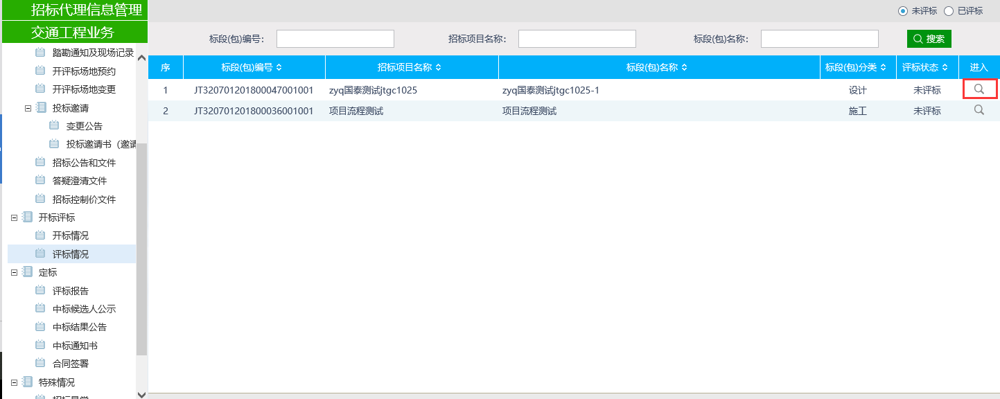 招标代理信息管理
交通工程业务
踏勘通知及现场记录
开评标场地预约
开评标场地变更
投标邀请
变更公告
投标邀请书（邀请
招标公告和文件
答疑澄清文件
招标控制价文件
开标评标
开标情况
评标情况
定标
评标报告
中标候选人公示
中标结果公告
中标通知书
合同签署
特殊情况
未评标 已评标
标段(包)编号： 招标项目名称： 标段(包)名称： 搜索
序 标段(包)编号 招标项目名称 标段(包)名称 标段(包)分类 评标状态 进入
1 JT320701201800047001001 zyq国泰测试jtgc1025 zyq国泰测试jtgc1025-1 设计 未评标
2 JT320701201800036001001 项目流程测试 项目流程测试 施工 未评标